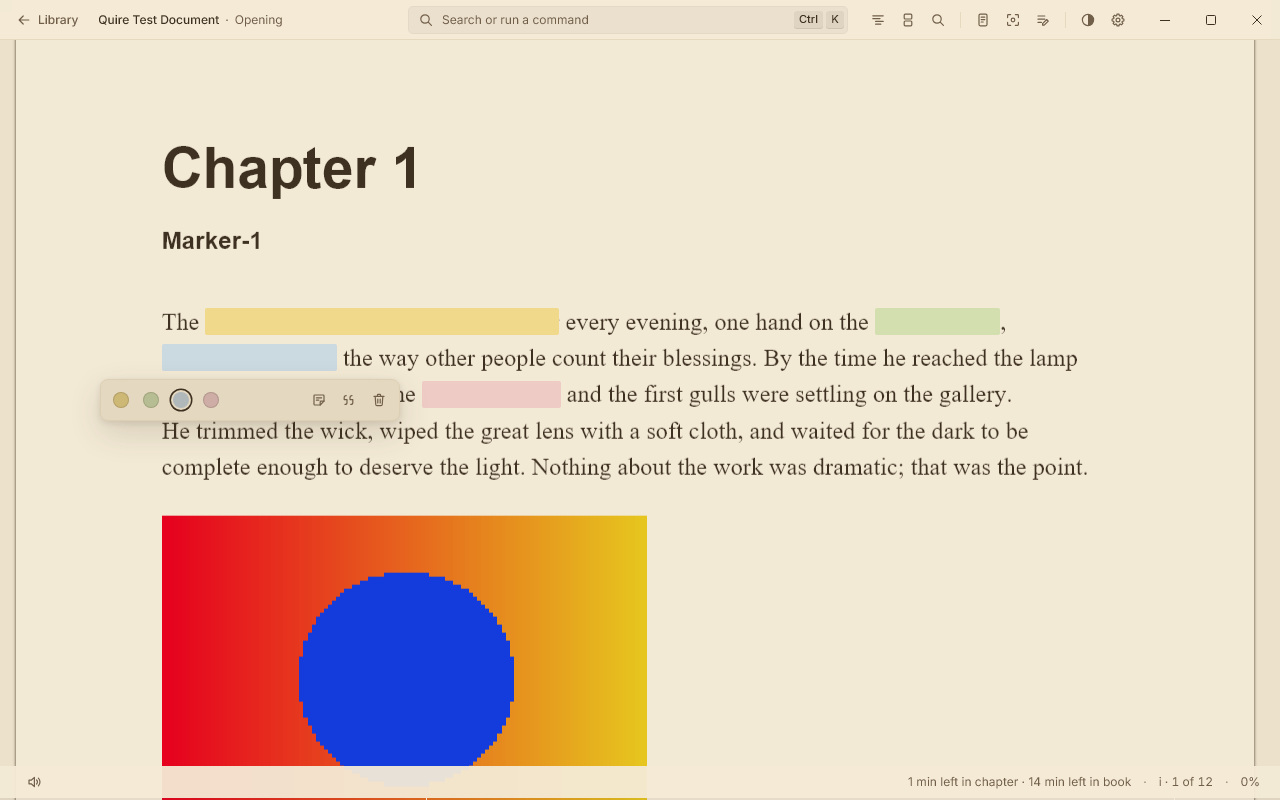 Library
Quire Test Document · Opening
Search or run a command
Ctrl K
Chapter 1
Marker-1
The every evening, one hand on the ,
the way other people count their blessings. By the time he reached the lamp
and the first gulls were settling on the gallery.
He trimmed the wick, wiped the great lens with a soft cloth, and waited for the dark to be
complete enough to deserve the light. Nothing about the work was dramatic; that was the point.
1 min left in chapter · 14 min left in book · i · 1 of 12 · 0%